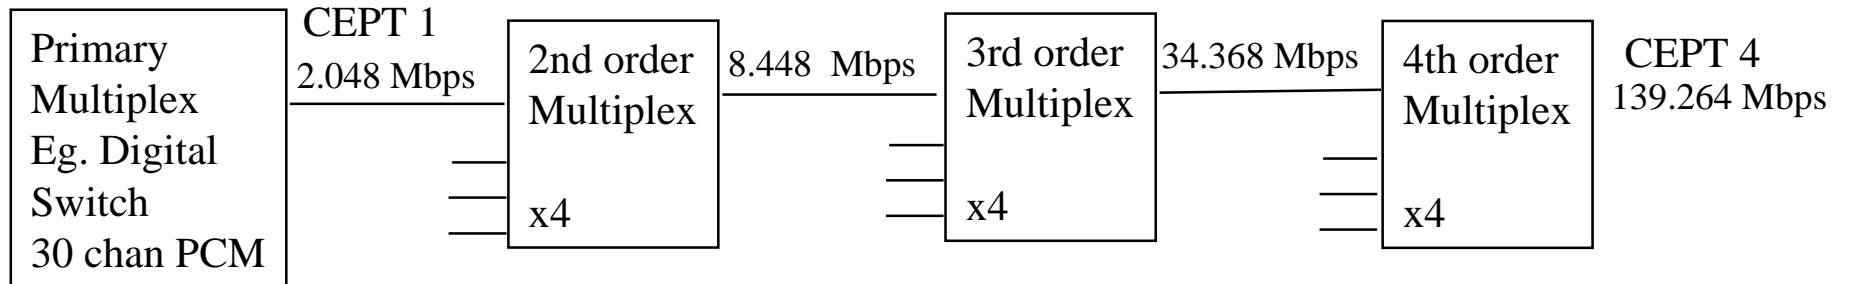 Primary
Multiplex
Eg. Digital
Switch
30 chan PCM
CEPT 1
2.048 Mbps
2nd order
Multiplex
x4
8.448 Mbps
3rd order
Multiplex
x4
34.368 Mbps
4th order
Multiplex
x4
CEPT 4
139.264 Mbps